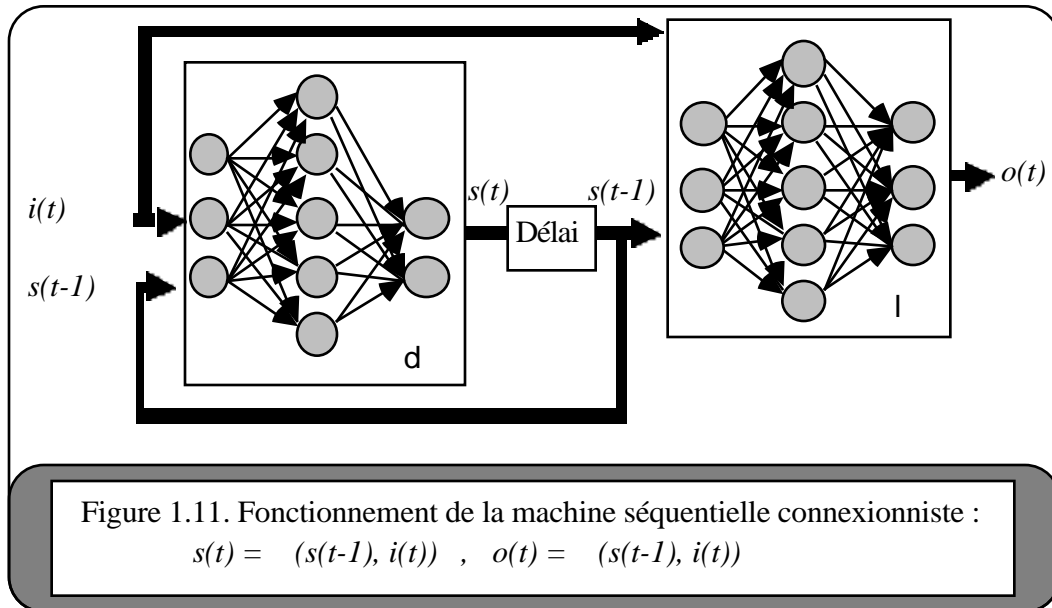 i(t)
s(t-1)
d
s(t)
Délai
s(t-1)
l
o(t)
Figure 1.11. Fonctionnement de la machine séquentielle connexionniste :
s(t) = (s(t-1), i(t)) , o(t) = (s(t-1), i(t))